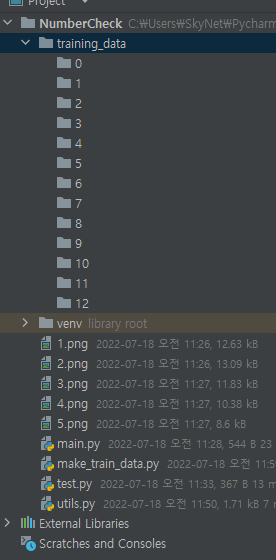 Project
NumberCheck C:\Users\SkyNet\Pycharm
training_data
0
1
2
3
4
5
6
7
8
9
10
11
12
venv library root
1.png 2022-07-18 오전 11:26, 12.63 kB
2.png 2022-07-18 오전 11:26, 13.09 kB
3.png 2022-07-18 오전 11:27, 11.83 kB
4.png 2022-07-18 오전 11:27, 10.38 kB
5.png 2022-07-18 오전 11:27, 8.6 kB
main.py 2022-07-18 오전 11:28, 544 B 23
make_train_data.py 2022-07-18 오전 11:5
test.py 2022-07-18 오전 11:33, 367 B 13 m
utils.py 2022-07-18 오전 11:50, 1.71 kB 7
External Libraries
Scratches and Consoles